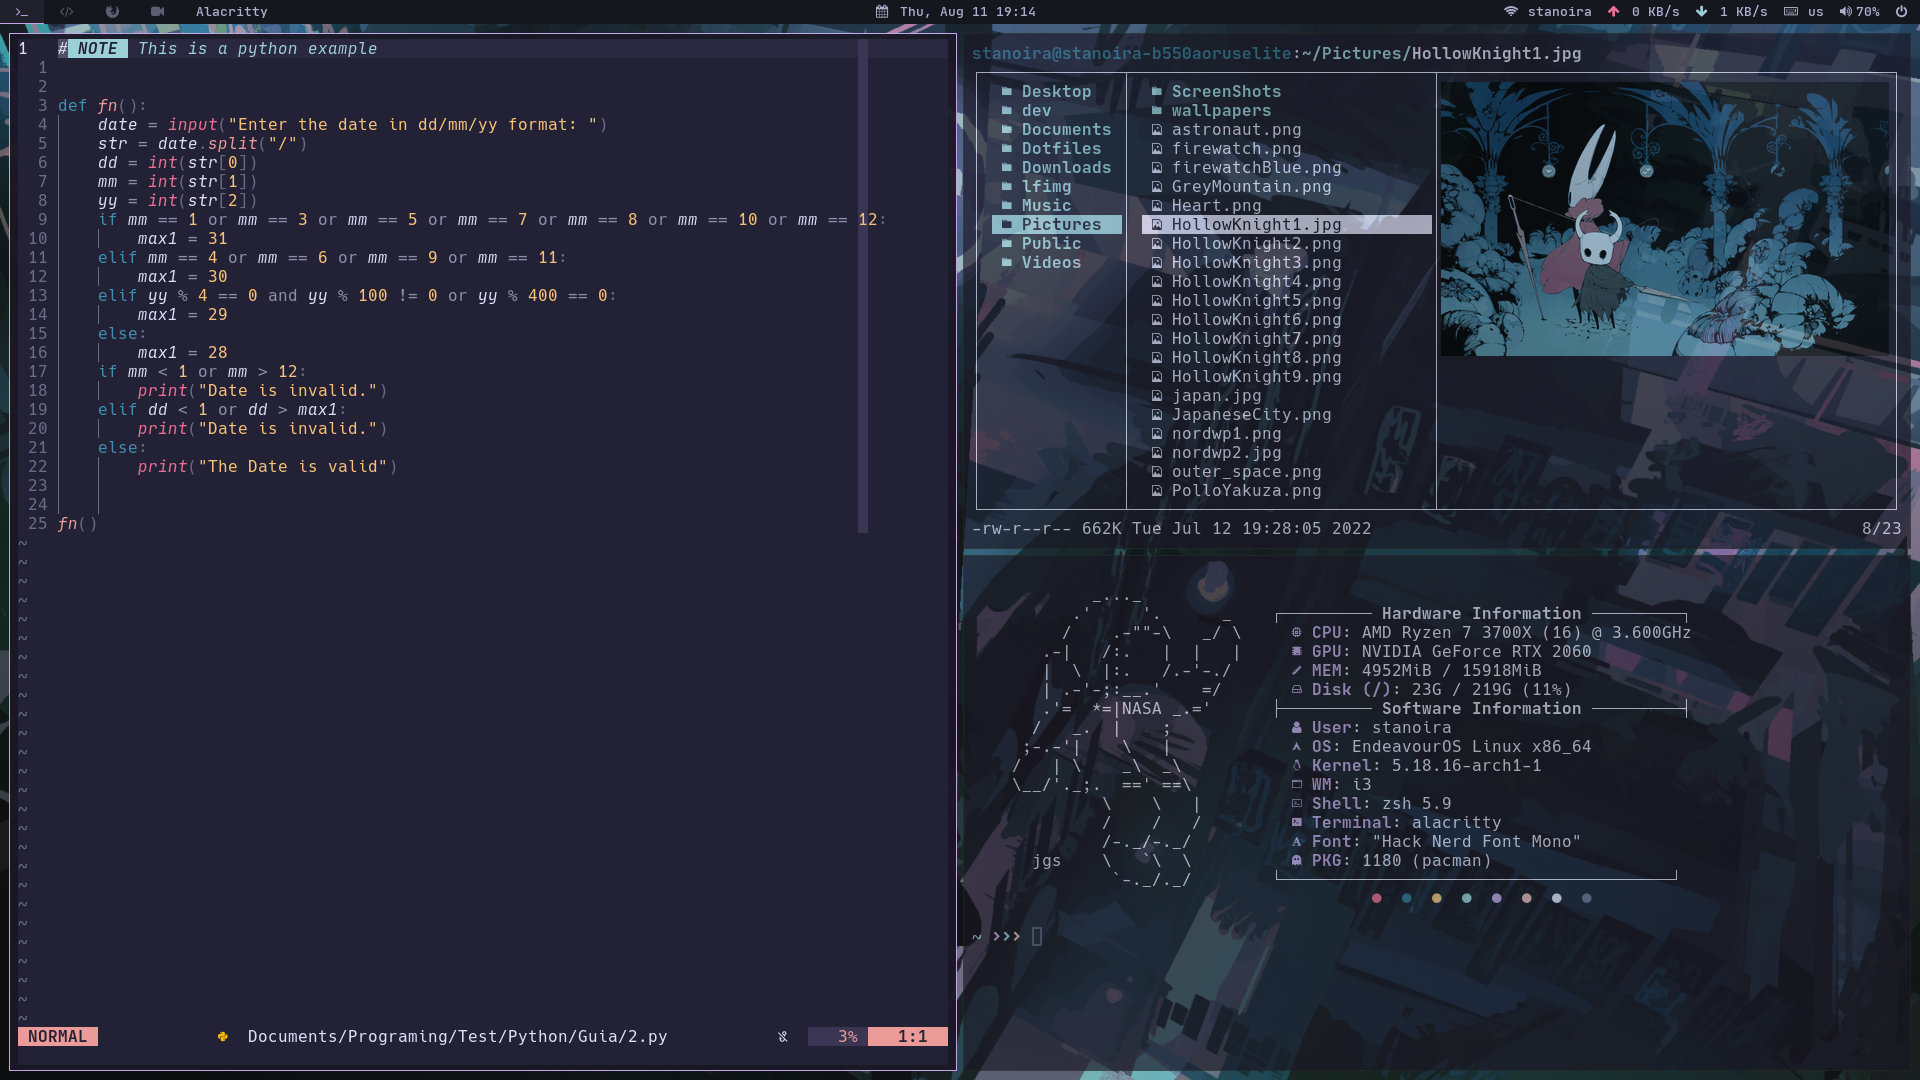 Alacritty
Thu, Aug 11 19:14
stanoira 0 KB/s 1 KB/s us 70%
1 # NOTE This is a python example
1
2
3 def fn():
4 date = input("Enter the date in dd/mm/yy format: ")
5 str = date.split("/")
6 dd = int(str[0])
7 mm = int(str[1])
8 yy = int(str[2])
9 if mm == 1 or mm == 3 or mm == 5 or mm == 7 or mm == 8 or mm == 10 or mm == 12:
10 max1 = 31
11 elif mm == 4 or mm == 6 or mm == 9 or mm == 11:
12 max1 = 30
13 elif yy % 4 == 0 and yy % 100 != 0 or yy % 400 == 0:
14 max1 = 29
15 else:
16 max1 = 28
17 if mm < 1 or mm > 12:
18 print("Date is invalid.")
19 elif dd < 1 or dd > max1:
20 print("Date is invalid.")
21 else:
22 print("The Date is valid")
23
24
25 fn()
NORMAL Documents/Programing/Test/Python/Guia/2.py 3% 1:1
stanoira@stanoira-b550aoruselite:~/Pictures/HollowKnight1.jpg
Desktop
dev
Documents
Dotfiles
Downloads
lfimg
Music
Pictures
Public
Videos
ScreenShots
wallpapers
astronaut.png
firewatch.png
firewatchBlue.png
GreyMountain.png
Heart.png
HollowKnight1.jpg
HollowKnight2.png
HollowKnight3.png
HollowKnight4.png
HollowKnight5.png
HollowKnight6.png
HollowKnight7.png
HollowKnight8.png
HollowKnight9.png
japan.jpg
JapaneseCity.png
nordwp1.png
nordwp2.jpg
outer_space.png
PolloYakuza.png
-rw-r--r-- 662K Tue Jul 12 19:28:05 2022 8/23
NASA
jgs
Hardware Information
CPU: AMD Ryzen 7 3700X (16) @ 3.600GHz
GPU: NVIDIA GeForce RTX 2060
MEM: 4952MiB / 15918MiB
Disk (/): 23G / 219G (11%)
Software Information
User: stanoira
OS: EndeavourOS Linux x86_64
Kernel: 5.18.16-arch1-1
WM: i3
Shell: zsh 5.9
Terminal: alacritty
Font: "Hack Nerd Font Mono"
PKG: 1180 (pacman)
~ ❯❯❯